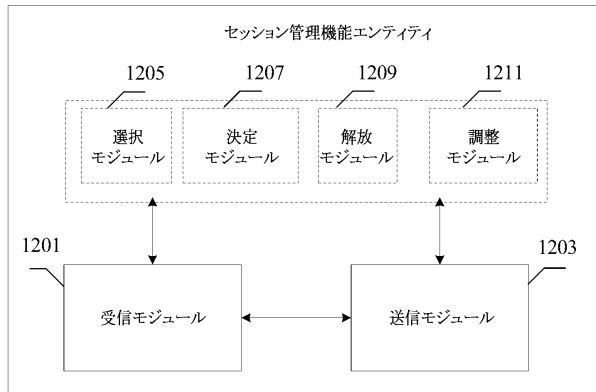 セッション管理機能エンティティ
1205
1207
1209
1211
選択
モジュール
決定
モジュール
解放
モジュール
調整
モジュール
1201
1203
受信モジュール
送信モジュール